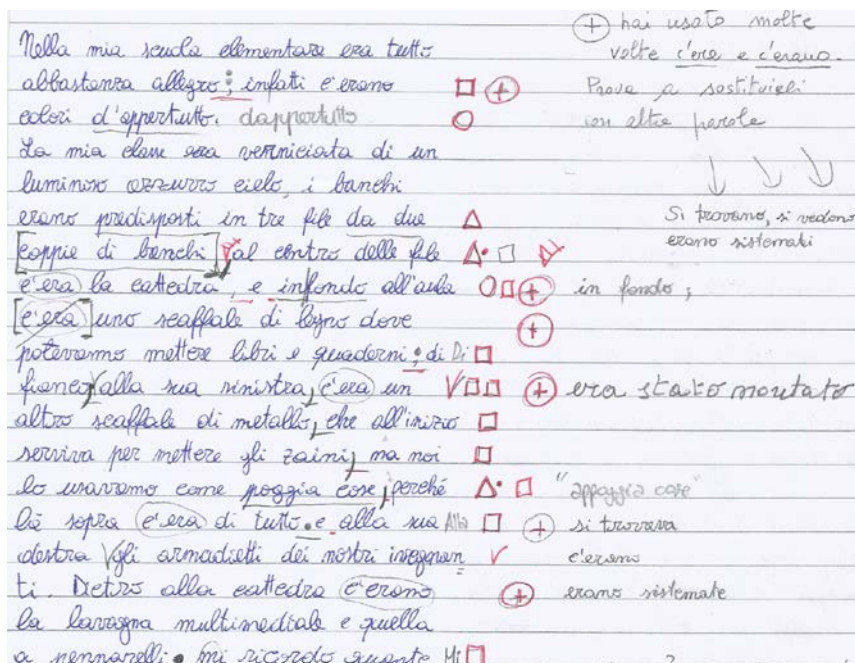 Nella mia scuola elementare era tutto
abbastanza allegro; infatti c'erano
colori d'appertutto. dappertutto
La mia classe era verniciata di un
luminoso azzurro cielo, i banchi
erano predisposti in tre file da due
[coppie di banchi] al centro delle file
c'era la cattedra, e infondo all'aula in fondo;
[c'era] uno scaffale di legno dove
potevamo mettere libri e quaderni; di Di
fianco alla sua sinistra, c'era un era stato montato
altro scaffale di metallo, che all'inizio
serviva per mettere gli zaini, ma noi
lo usavamo come poggia cose, perché "appoggia cose"
là sopra c'era di tutto. e alla sua Alla si trovava
destra gli armadietti dei nostri insegnan c'erano
ti. Dietro alla cattedra c'erano erano sistemate
la lavagna multimediale e quella
a pennarelli. mi ricordo quante Mi
+ hai usato molte
volte c'era e c'erano.
Prova a sostituirli
con altre parole
Si trovano, si vedono
erano sistemati